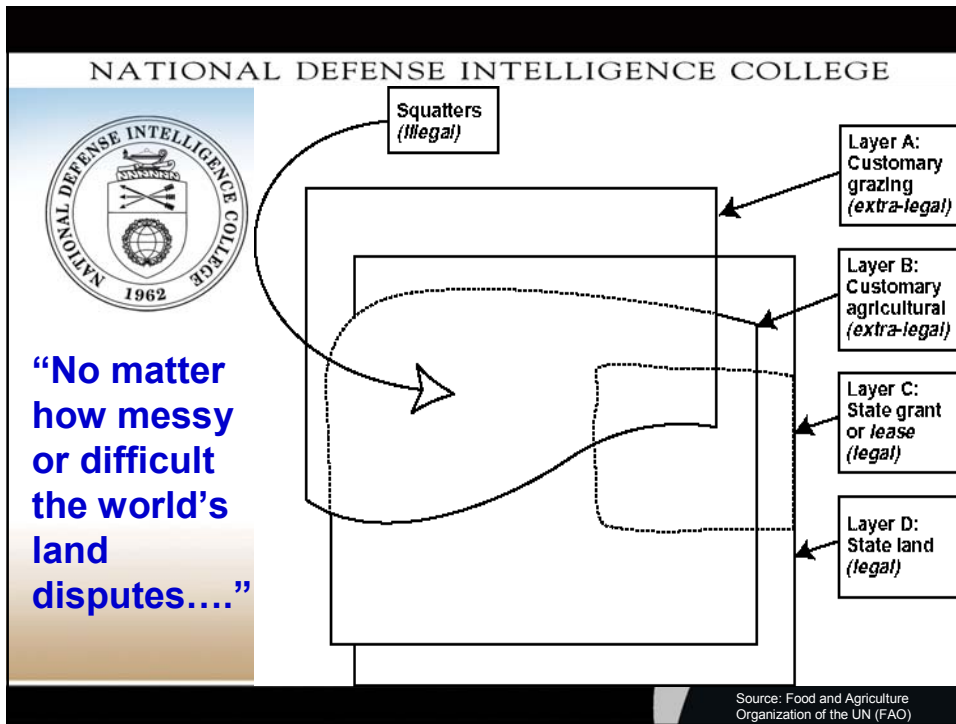 NATIONAL DEFENSE INTELLIGENCE COLLEGE
NATIONAL DEFENSE INTELLIGENCE COLLEGE
1962
“No matter
how messy
or difficult
the world’s
land
disputes….”
Squatters
(Illegal)
Layer A:
Customary
grazing
(extra-legal)
Layer B:
Customary
agricultural
(extra-legal)
Layer C:
State grant
or lease
(legal)
Layer D:
State land
(legal)
Source: Food and Agriculture
Organization of the UN (FAO)